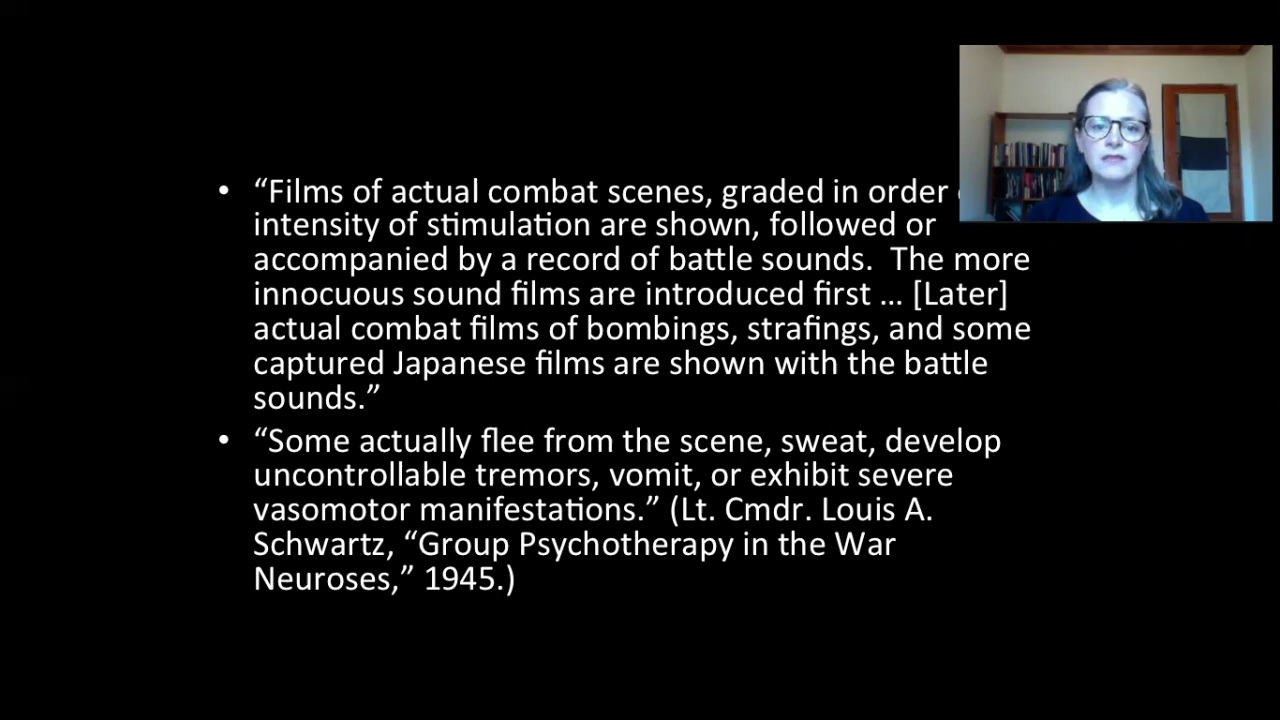 • “Films of actual combat scenes, graded in order
intensity of stimulation are shown, followed or
accompanied by a record of battle sounds.  The more
innocuous sound films are introduced first … [Later]
actual combat films of bombings, strafings, and some
captured Japanese films are shown with the battle
sounds.”
• “Some actually flee from the scene, sweat, develop
uncontrollable tremors, vomit, or exhibit severe
vasomotor manifestations.” (Lt. Cmdr. Louis A.
Schwartz, “Group Psychotherapy in the War
Neuroses,” 1945.)